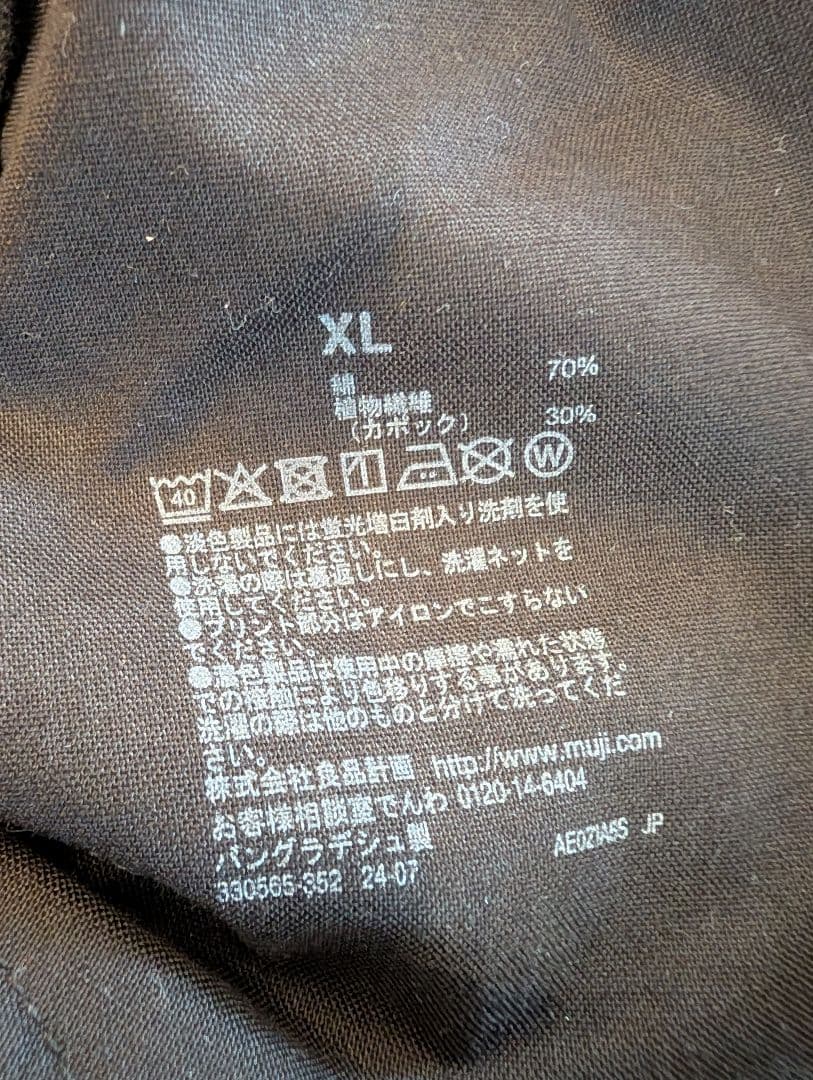 XL
綿 70%
植物繊維
(カポック) 30%
40 W
●淡色製品には蛍光増白剤入り洗剤を使
用しないでください。
●洗濯の際は裏返しにし、洗濯ネットを
使用してください。
●プリント部分はアイロンでこすらない
でください。
●濃色製品は使用中の摩擦や濡れた状態
での接触により色移りする事があります。
洗濯の際は他のものと分けて洗ってくだ
さい。
株式会社良品計画 http://www.muji.com
お客様相談室でんわ 0120-14-6404
バングラデシュ製
330565-352 24-07 JP